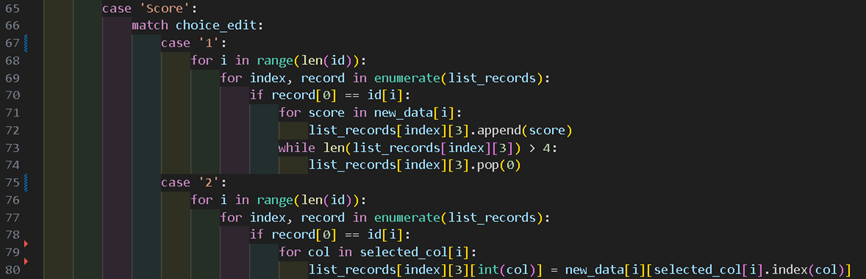 65 case 'Score':
66 match choice_edit:
67 case '1':
68 for i in range(len(id)):
69 for index, record in enumerate(list_records):
70 if record[0] == id[i]:
71 for score in new_data[i]:
72 list_records[index][3].append(score)
73 while len(list_records[index][3]) > 4:
74 list_records[index][3].pop(0)
75 case '2':
76 for i in range(len(id)):
77 for index, record in enumerate(list_records):
78 if record[0] == id[i]:
79 for col in selected_col[i]:
80 list_records[index][3][int(col)] = new_data[i][selected_col[i].index(col)]